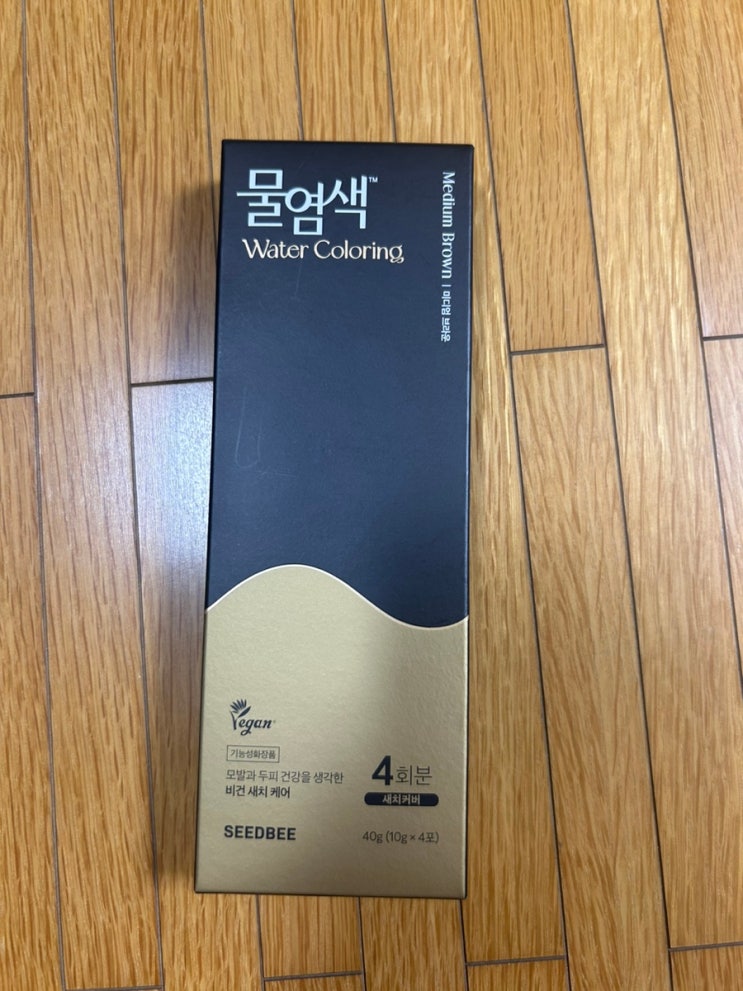 물염색™
Water Coloring
Medium Brown | 미디엄 브라운
Vegan
기능성화장품
모발과 두피 건강을 생각한
비건 새치 케어
SEEDBEE
4회분
새치커버
40g (10g × 4포)